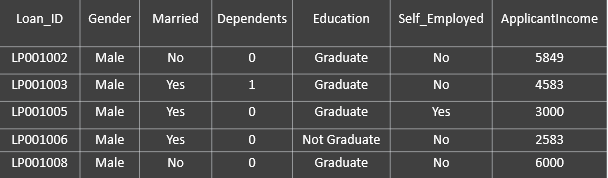 Loan_ID Gender Married Dependents Education Self_Employed ApplicantIncome
LP001002 Male No 0 Graduate No 5849
LP001003 Male Yes 1 Graduate No 4583
LP001005 Male Yes 0 Graduate Yes 3000
LP001006 Male Yes 0 Not Graduate No 2583
LP001008 Male No 0 Graduate No 6000